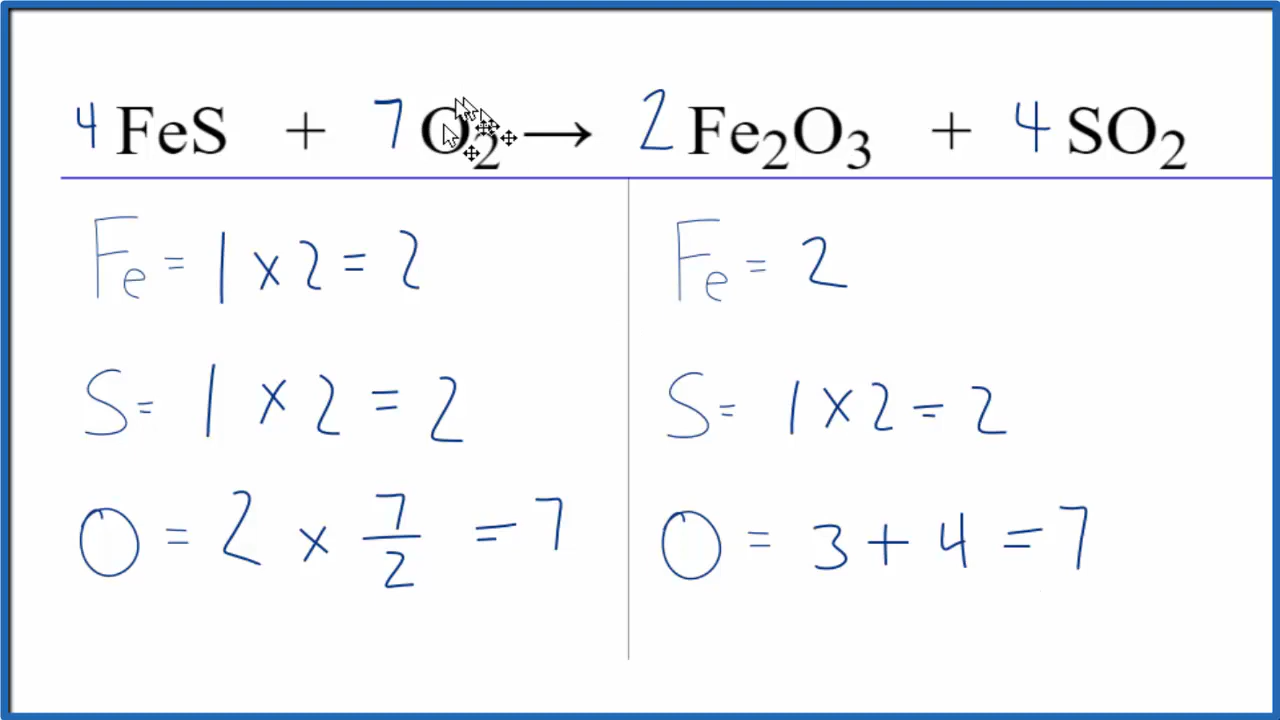 4 FeS + 7 O₂ → 2 Fe₂O₃ + 4 SO₂
Fe = 1 x 2 = 2
S = 1 x 2 = 2
O = 2 x 7/2 = 7
Fe = 2
S = 1 x 2 = 2
O = 3 + 4 = 7